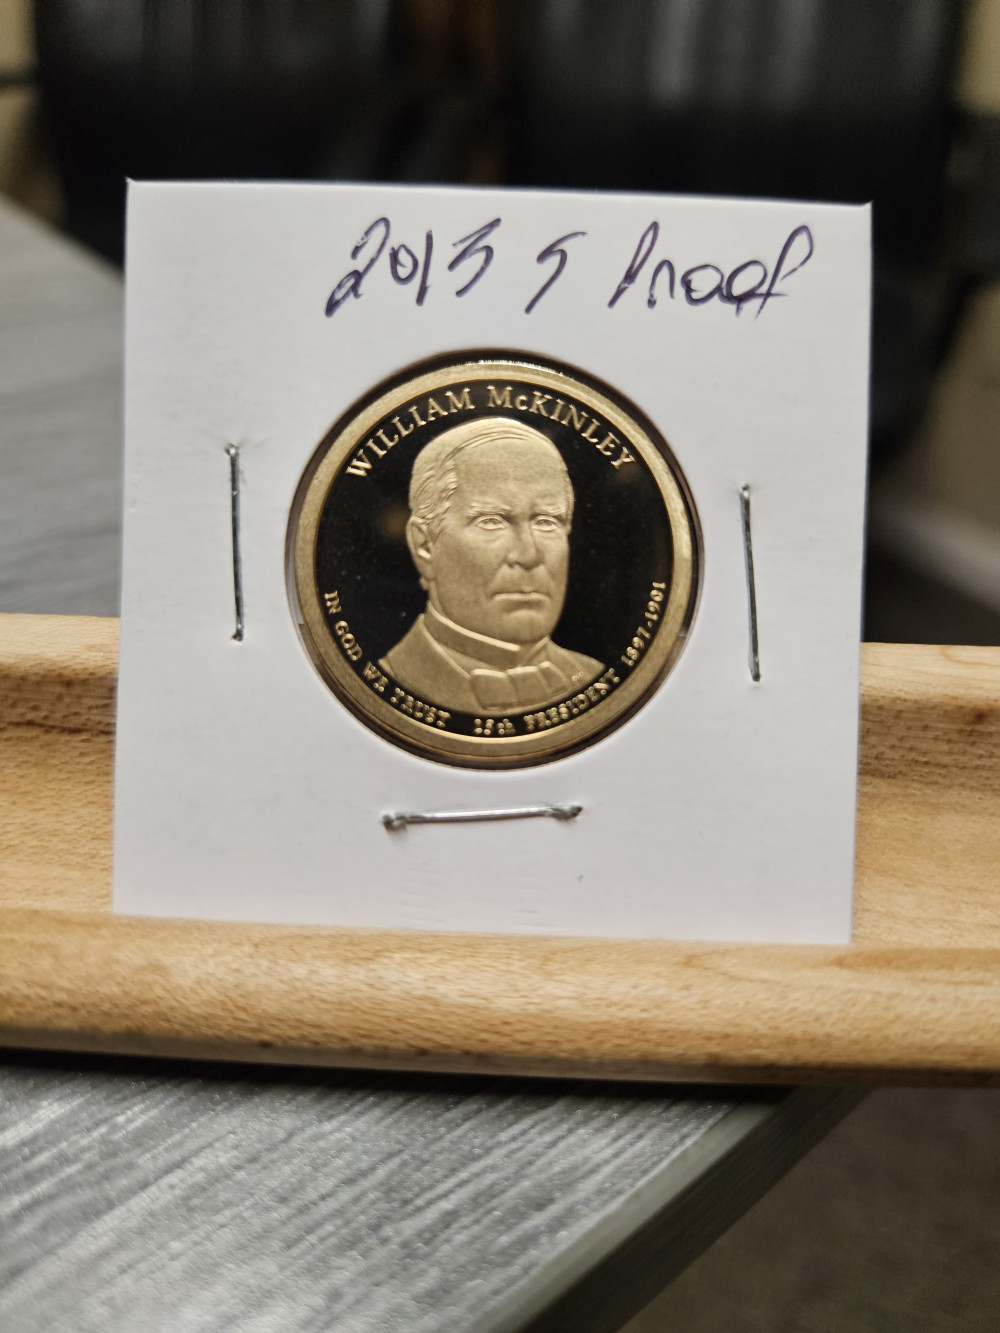 2013 S Proof
WILLIAM McKINLEY
IN GOD WE TRUST
25th PRESIDENT 1897-1901